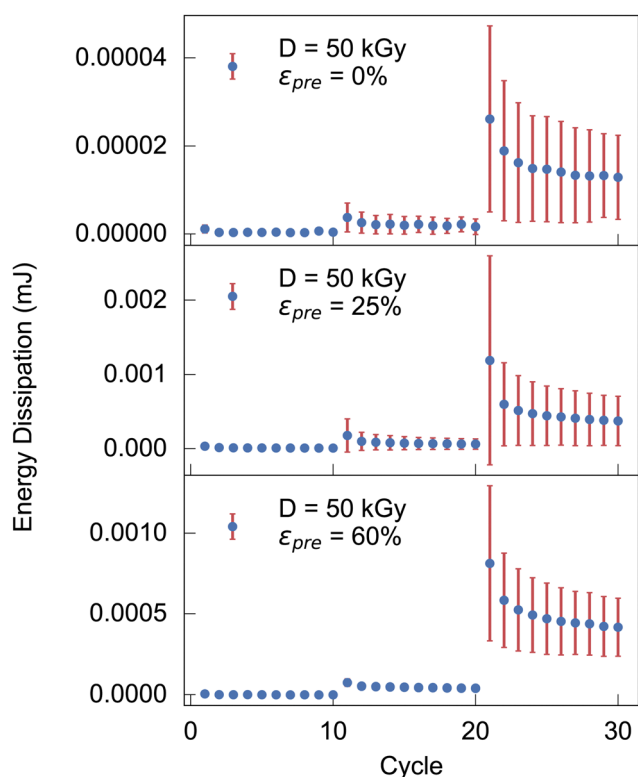 D = 50 kGy
εpre = 0%
0.00004
0.00002
0.00000
D = 50 kGy
εpre = 25%
0.002
0.001
0.000
D = 50 kGy
εpre = 60%
0.0010
0.0005
0.0000
0
10
20
30
Cycle
Energy Dissipation (mJ)